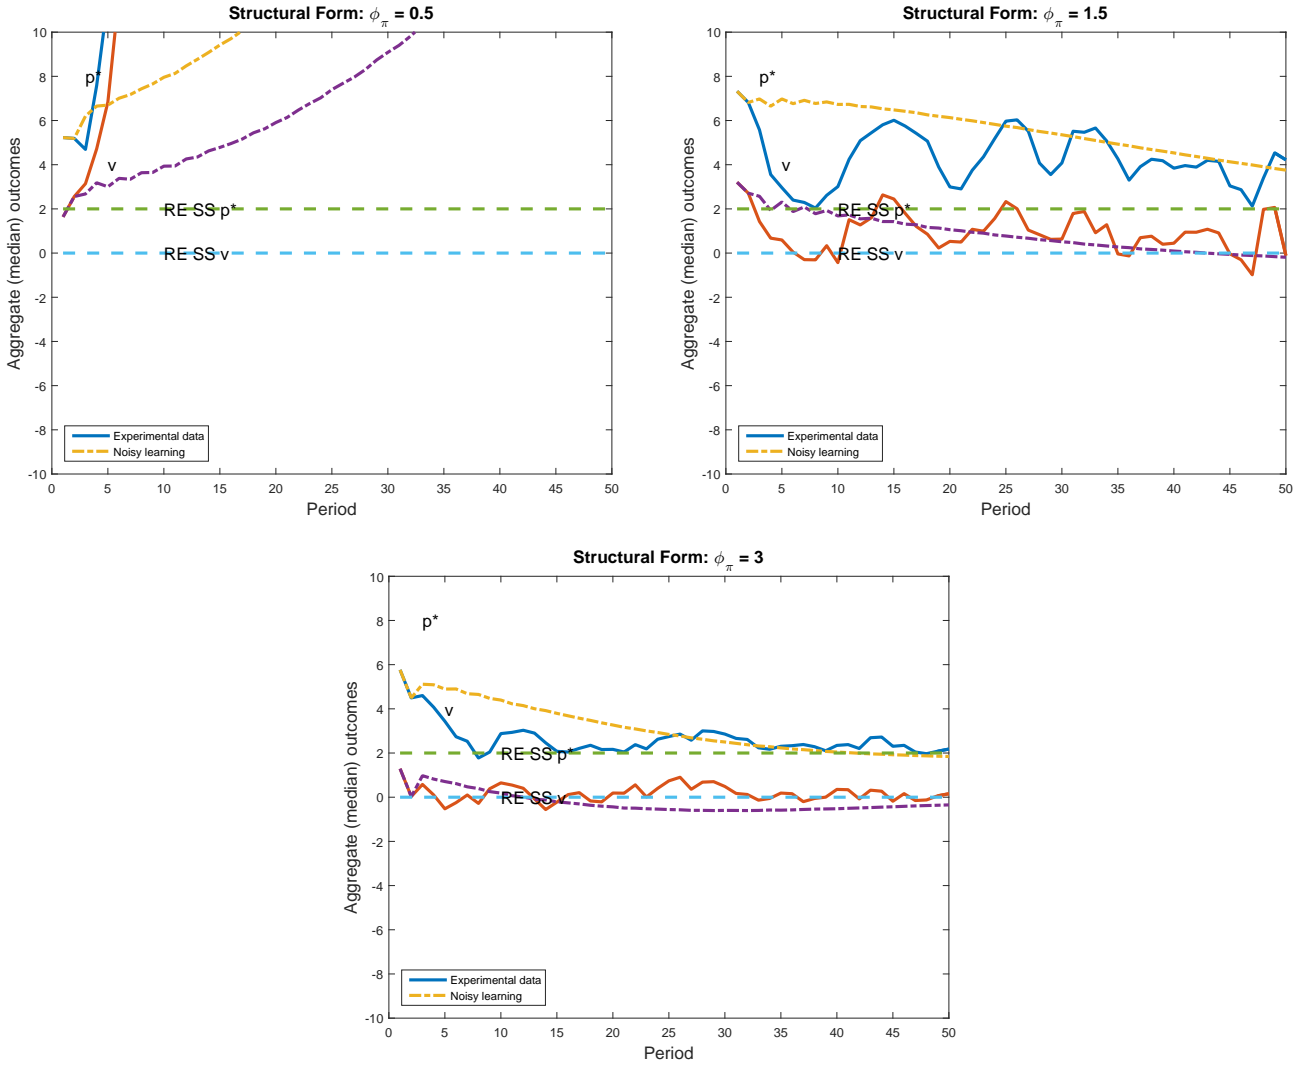 Structural Form: ϕ_π = 0.5
Aggregate (median) outcomes
10
8
6
4
2
0
-2
-4
-6
-8
-10
p*
v
RE SS p*
RE SS v
Experimental data
Noisy learning
0 5 10 15 20 25 30 35 40 45 50
Period
Structural Form: ϕ_π = 1.5
Aggregate (median) outcomes
10
8
6
4
2
0
-2
-4
-6
-8
-10
p*
v
RE SS p*
RE SS v
Experimental data
Noisy learning
0 5 10 15 20 25 30 35 40 45 50
Period
Structural Form: ϕ_π = 3
Aggregate (median) outcomes
10
8
6
4
2
0
-2
-4
-6
-8
-10
p*
v
RE SS p*
RE SS v
Experimental data
Noisy learning
0 5 10 15 20 25 30 35 40 45 50
Period